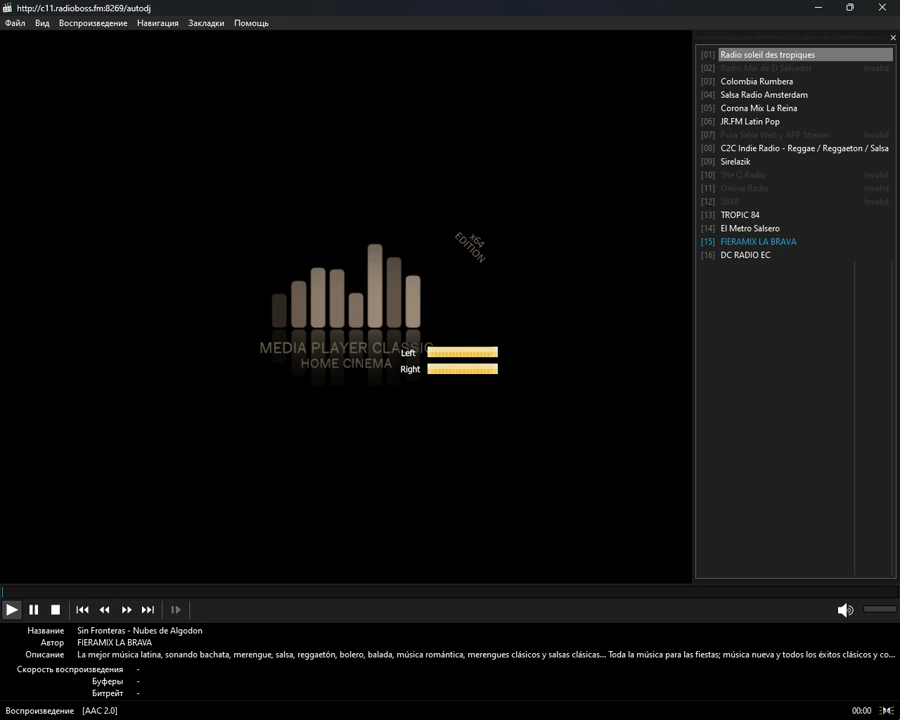 http://c11.radioboss.fm:8269/autodj
Файл Вид Воспроизведение Навигация Закладки Помощь
[01] Radio soleil des tropiques
[02] Radio Mix de El Salvador Invalid
[03] Colombia Rumbera
[04] Salsa Radio Amsterdam
[05] Corona Mix La Reina
[06] JR.FM Latin Pop
[07] Pura Salsa Web y APP Stream Invalid
[08] C2C Indie Radio - Reggae / Reggaeton / Salsa
[09] Sirelazik
[10] The CJ Radio Invalid
[11] Online Radio Invalid
[12] SBKP Invalid
[13] TROPIC 84
[14] El Metro Salsero
[15] FIERAMIX LA BRAVA
[16] DC RADIO EC
x64
EDITION
MEDIA PLAYER CLASSIC
HOME CINEMA
Left
Right
Название Sin Fronteras - Nubes de Algodon
Автор FIERAMIX LA BRAVA
Описание La mejor música latina, sonando bachata, merengue, salsa, reggaetón, bolero, balada, música romántica, merengues clásicos y salsas clásicas... Toda la música para las fiestas; música nueva y todos los éxitos clásicos y co...
Скорость воспроизведения -
Буферы -
Битрейт -
Воспроизведение [AAC 2.0] 00:00